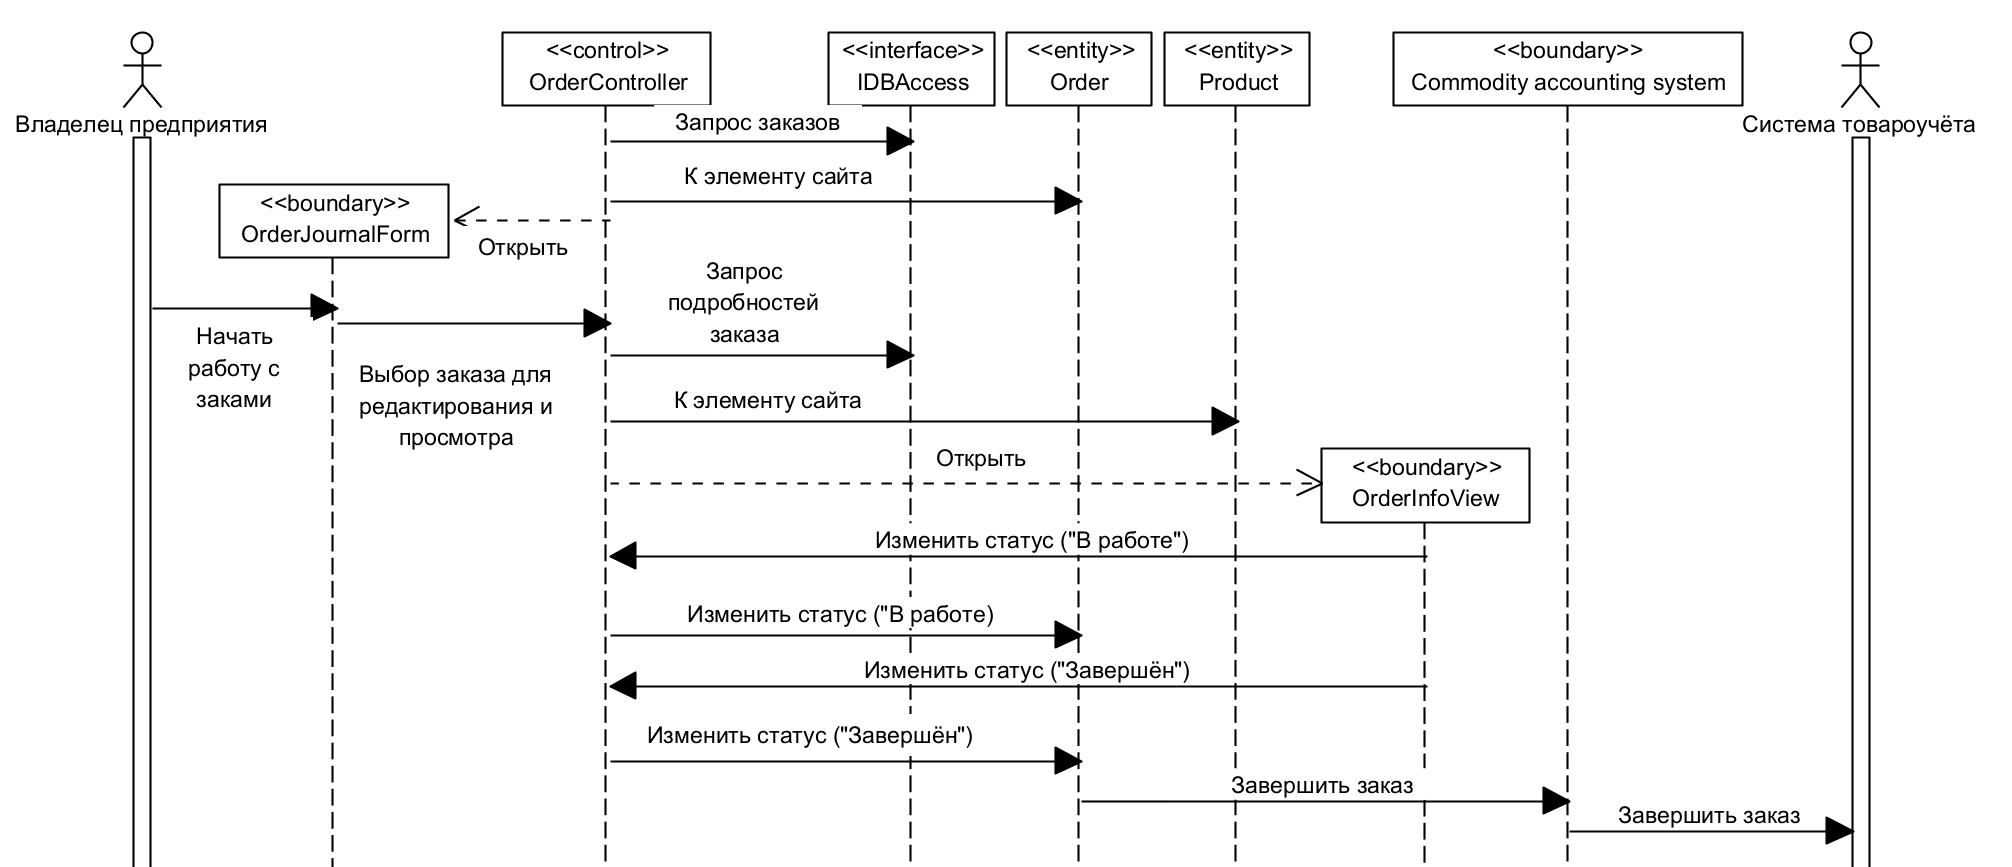 <<control>>
OrderController
<<interface>>
IDBAccess
<<entity>>
Order
<<entity>>
Product
<<boundary>>
Commodity accounting system
Владелец предприятия
Система товароучёта
Запрос заказов
К элементу сайта
<<boundary>>
OrderJournalForm
Открыть
Запрос
подробностей
заказа
Начать
работу с
заками
Выбор заказа для
редактирования и
просмотра
К элементу сайта
Открыть
<<boundary>>
OrderInfoView
Изменить статус ("В работе")
Изменить статус ("В работе)
Изменить статус ("Завершён")
Изменить статус ("Завершён")
Завершить заказ
Завершить заказ